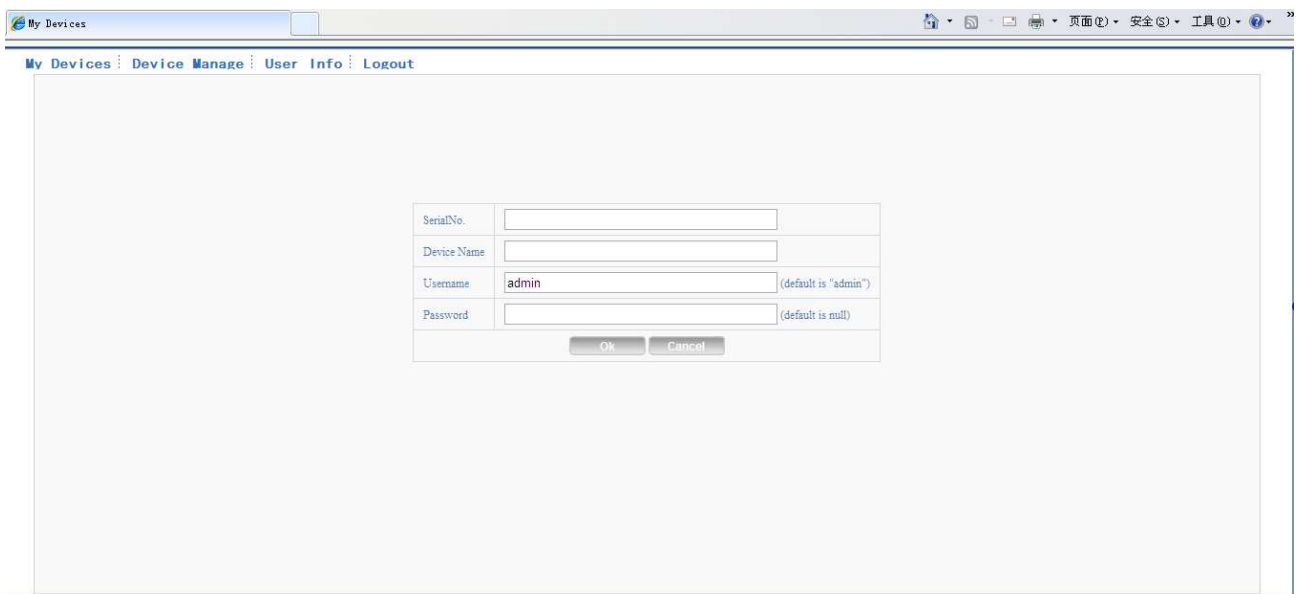 My Devices 页面(P) 安全(S) 工具(O) »
My Devices Device Manage User Info Logout
SerialNo.
Device Name
Username admin (default is "admin")
Password (default is null)
Ok Cancel